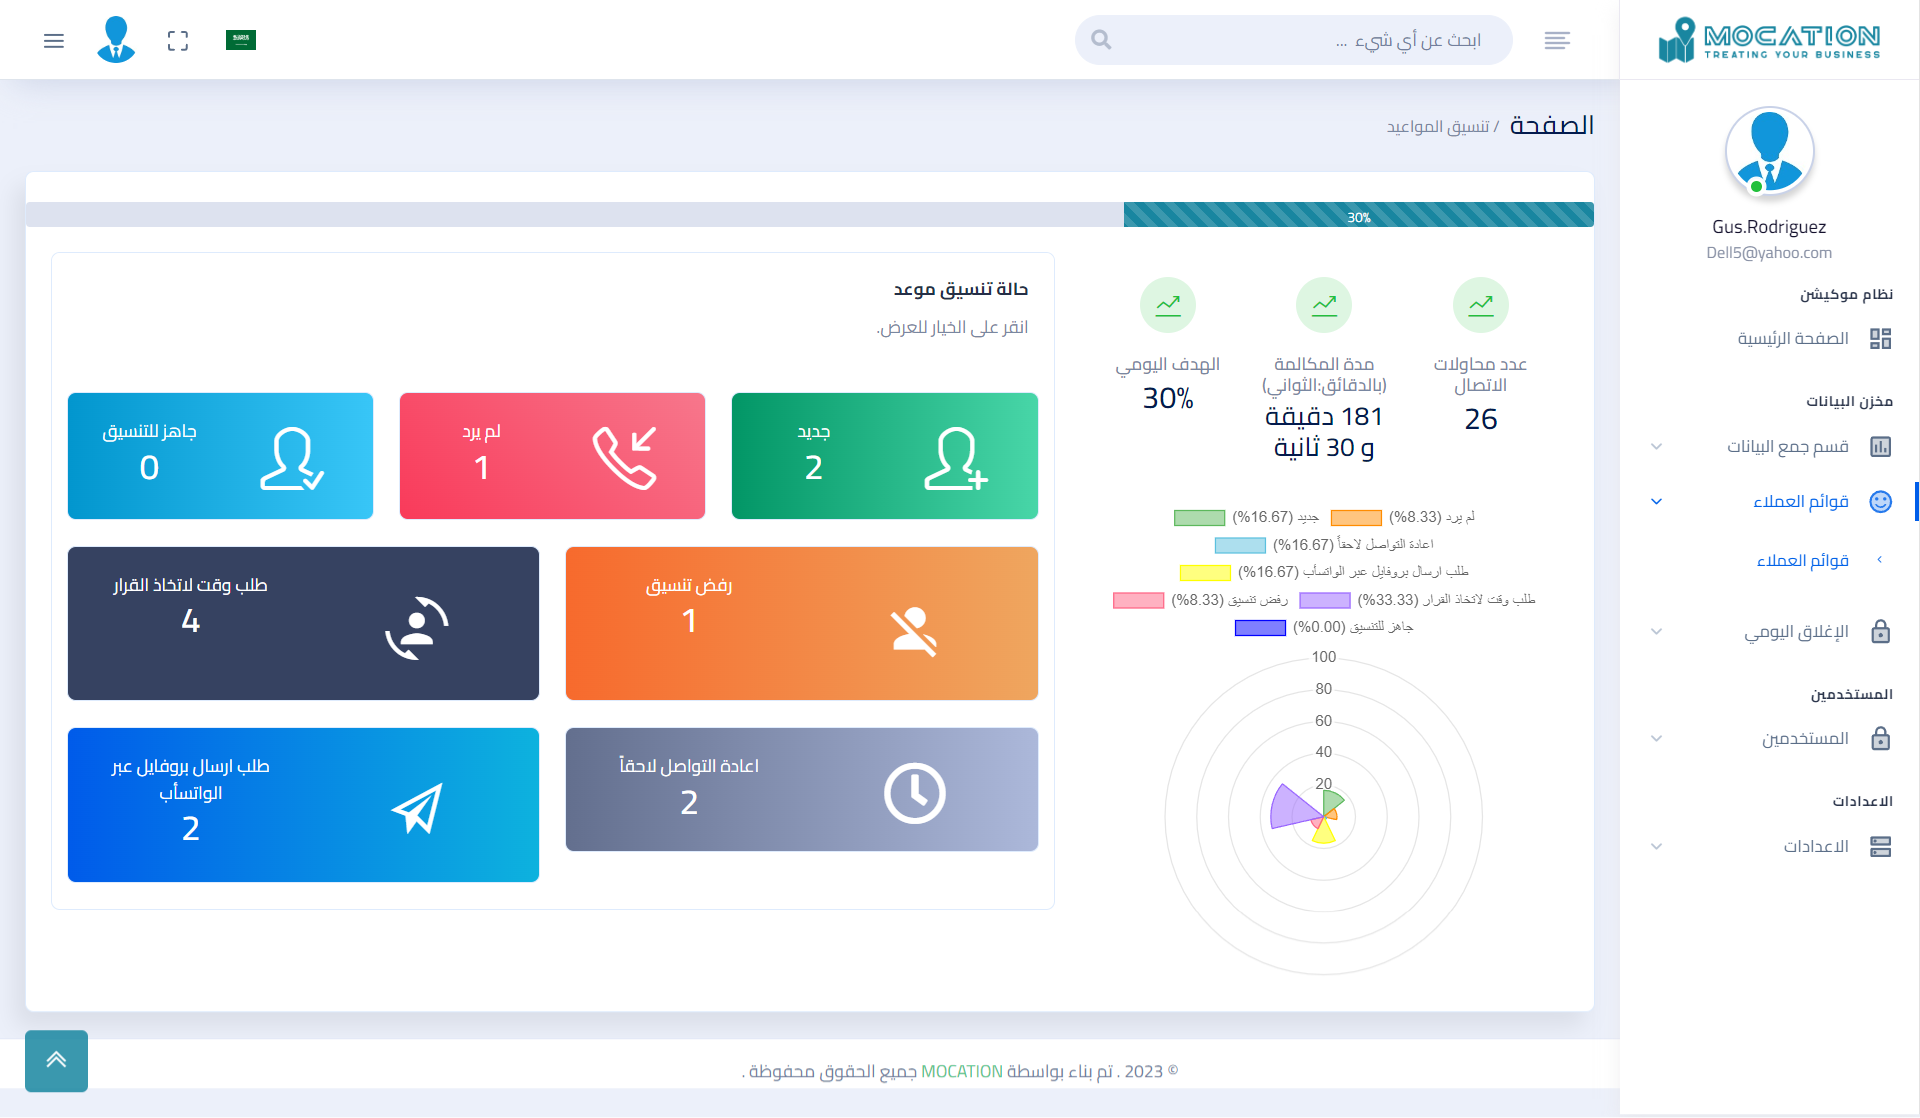 MOCATION
TREATING YOUR BUSINESS
ابحث عن أي شيء ...
Gus.Rodriguez
Dell5@yahoo.com
نظام موكيشن
الصفحة الرئيسية
مخزن البيانات
قسم جمع البيانات
قوائم العملاء
قوائم العملاء
الإغلاق اليومي
المستخدمين
المستخدمين
الاعدادات
الاعدادات
الصفحة / تنسيق المواعيد
30%
عدد محاولات
الاتصال
26
مدة المكالمة
(بالدقائق:الثواني)
181 دقيقة
و 30 ثانية
الهدف اليومي
30%
جديد (16.67%)
لم يرد (8.33%)
اعادة التواصل لاحقاً (16.67%)
طلب ارسال بروفايل عبر الواتسأب (16.67%)
رفض تنسيق (8.33%)
طلب وقت لاتخاذ القرار (33.33%)
جاهز للتنسيق (0.00%)
100
80
60
40
20
حالة تنسيق موعد
انقر على الخيار للعرض.
جديد
2
لم يرد
1
جاهز للتنسيق
0
رفض تنسيق
1
طلب وقت لاتخاذ القرار
4
اعادة التواصل لاحقاً
2
طلب ارسال بروفايل عبر
الواتسأب
2
© 2023 . تم بناء بواسطة MOCATION جميع الحقوق محفوظة .